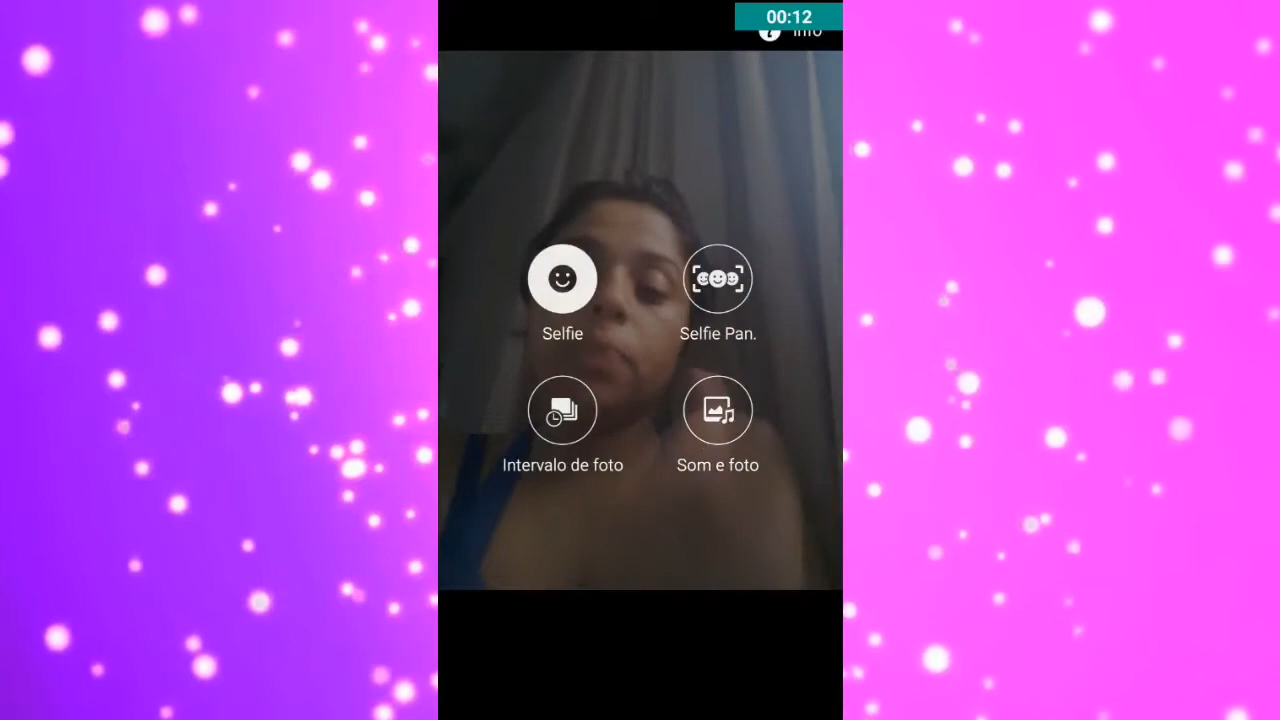 00:12
Info
Selfie
Selfie Pan.
Intervalo de foto
Som e foto